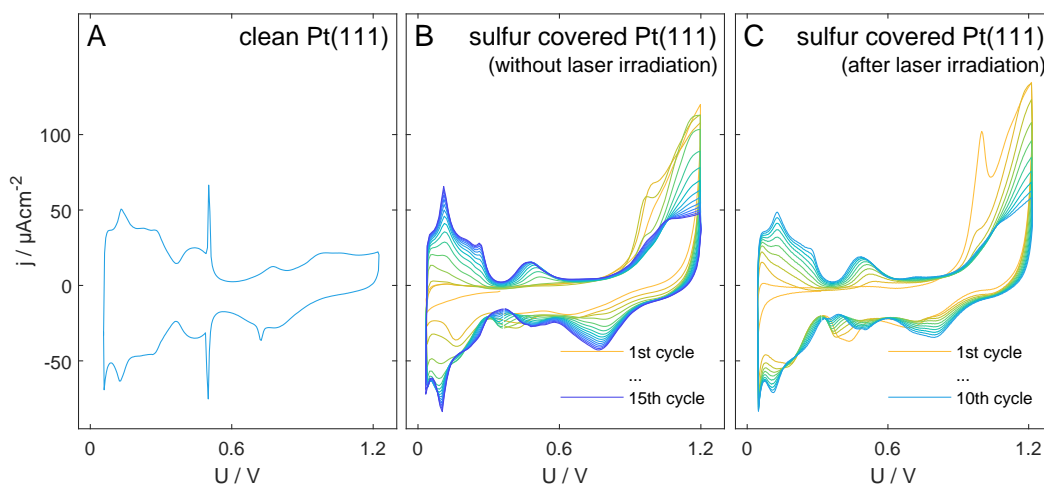 A
clean Pt(111)
B
sulfur covered Pt(111)
(without laser irradiation)
C
sulfur covered Pt(111)
(after laser irradiation)
j / μAcm-2
100
50
0
-50
0
0.6
1.2
U / V
1st cycle
...
15th cycle
0
0.6
1.2
U / V
1st cycle
...
10th cycle
0
0.6
1.2
U / V